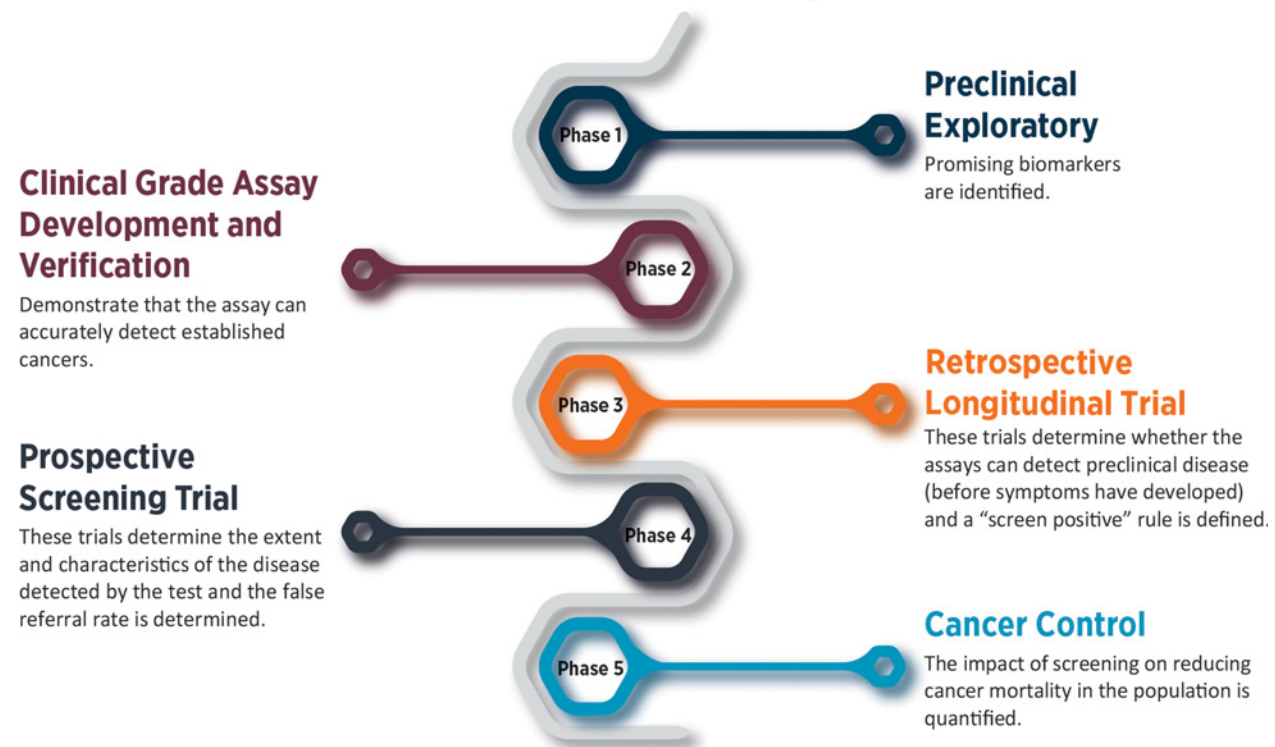 Phase 1
Preclinical
Exploratory
Promising biomarkers
are identified.
Clinical Grade Assay
Development and
Verification
Demonstrate that the assay can
accurately detect established
cancers.
Phase 2
Phase 3
Retrospective
Longitudinal Trial
These trials determine whether the
assays can detect preclinical disease
(before symptoms have developed)
and a “screen positive” rule is defined.
Prospective
Screening Trial
These trials determine the extent
and characteristics of the disease
detected by the test and the false
referral rate is determined.
Phase 4
Phase 5
Cancer Control
The impact of screening on reducing
cancer mortality in the population is
quantified.